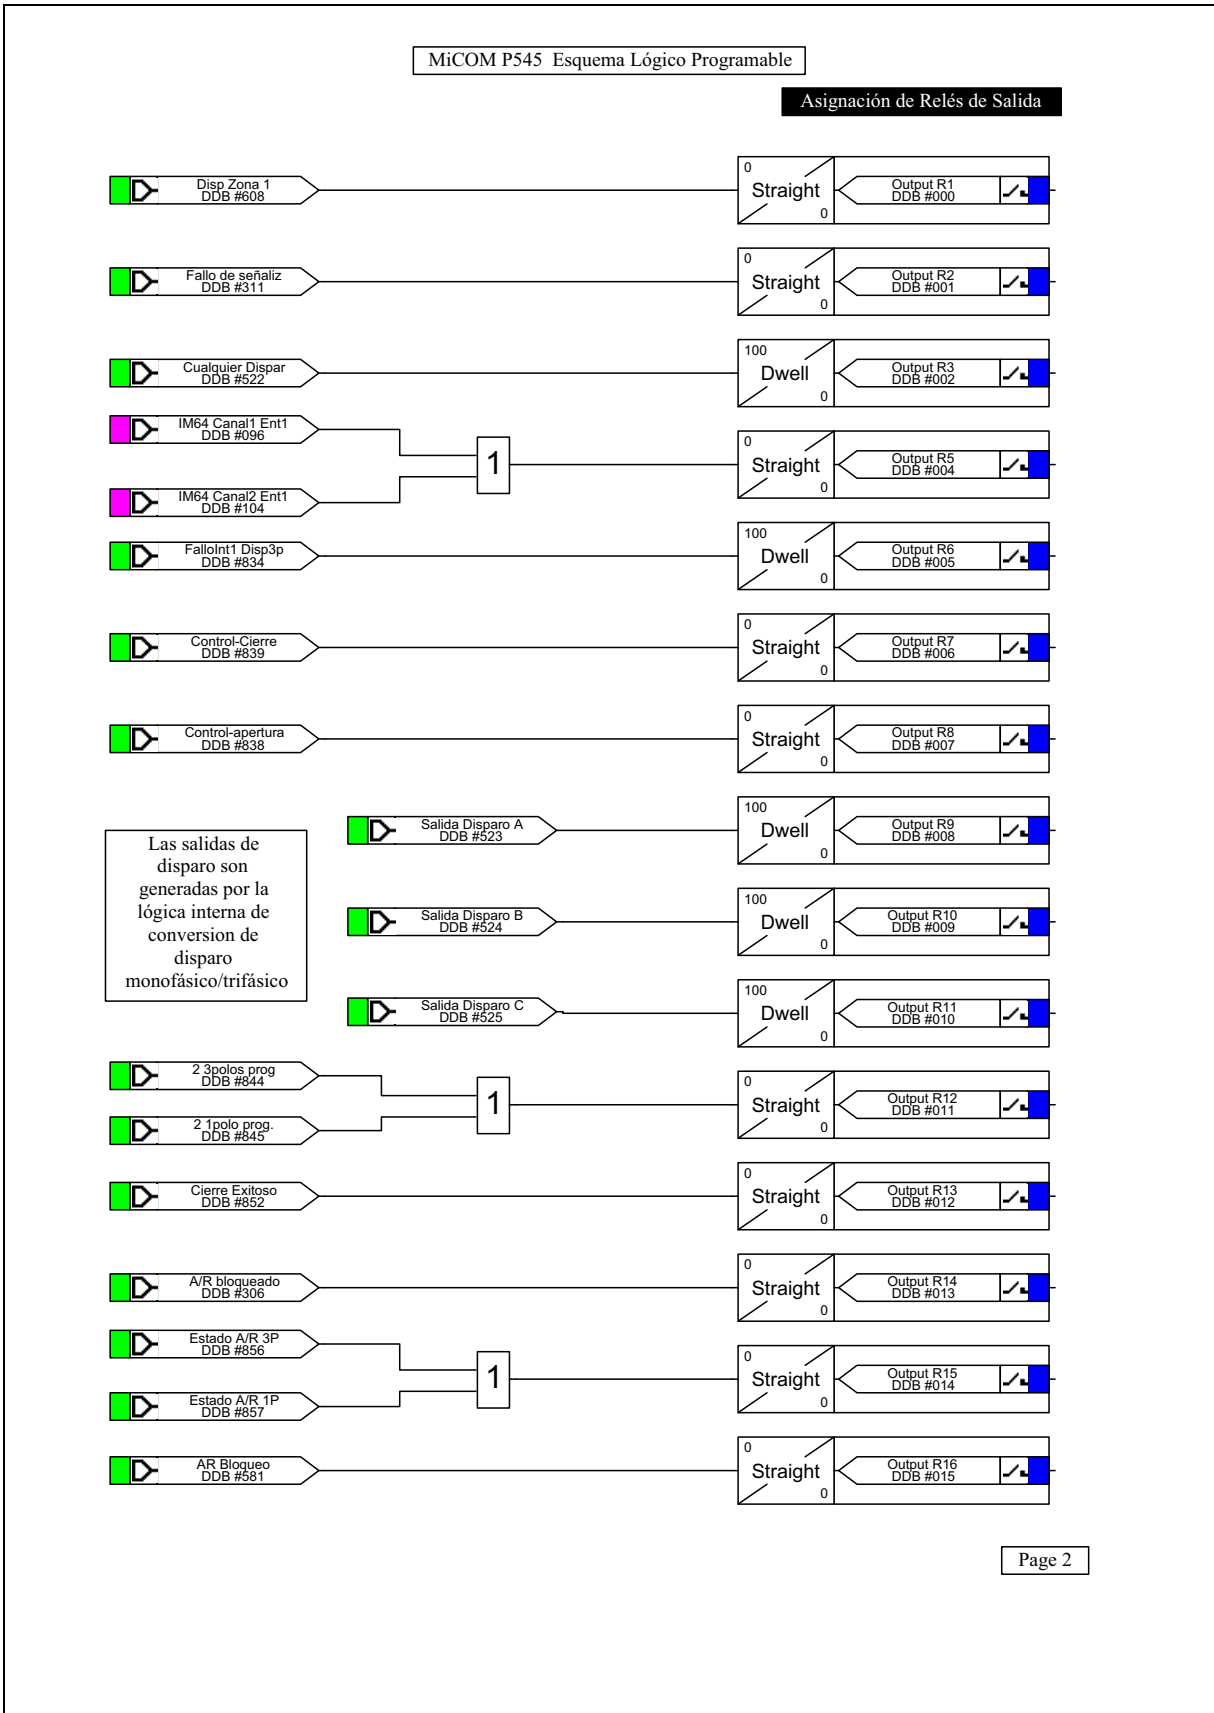 MiCOM P545 Esquema Lógico Programable
Asignación de Relés de Salida
Disp Zona 1
DDB #608
0
Straight
0
Output R1
DDB #000
Fallo de señaliz
DDB #311
0
Straight
0
Output R2
DDB #001
Cualquier Dispar
DDB #522
100
Dwell
0
Output R3
DDB #002
IM64 Canal1 Ent1
DDB #096
IM64 Canal2 Ent1
DDB #104
1
0
Straight
0
Output R5
DDB #004
FalloInt1 Disp3p
DDB #834
100
Dwell
0
Output R6
DDB #005
Control-Cierre
DDB #839
0
Straight
0
Output R7
DDB #006
Control-apertura
DDB #838
0
Straight
0
Output R8
DDB #007
Las salidas de
disparo son
generadas por la
lógica interna de
conversion de
disparo
monofásico/trifásico
Salida Disparo A
DDB #523
100
Dwell
0
Output R9
DDB #008
Salida Disparo B
DDB #524
100
Dwell
0
Output R10
DDB #009
Salida Disparo C
DDB #525
100
Dwell
0
Output R11
DDB #010
2 3polos prog
DDB #844
2 1polo prog.
DDB #845
1
0
Straight
0
Output R12
DDB #011
Cierre Exitoso
DDB #852
0
Straight
0
Output R13
DDB #012
A/R bloqueado
DDB #306
0
Straight
0
Output R14
DDB #013
Estado A/R 3P
DDB #856
Estado A/R 1P
DDB #857
1
0
Straight
0
Output R15
DDB #014
AR Bloqueo
DDB #581
0
Straight
0
Output R16
DDB #015
Page 2